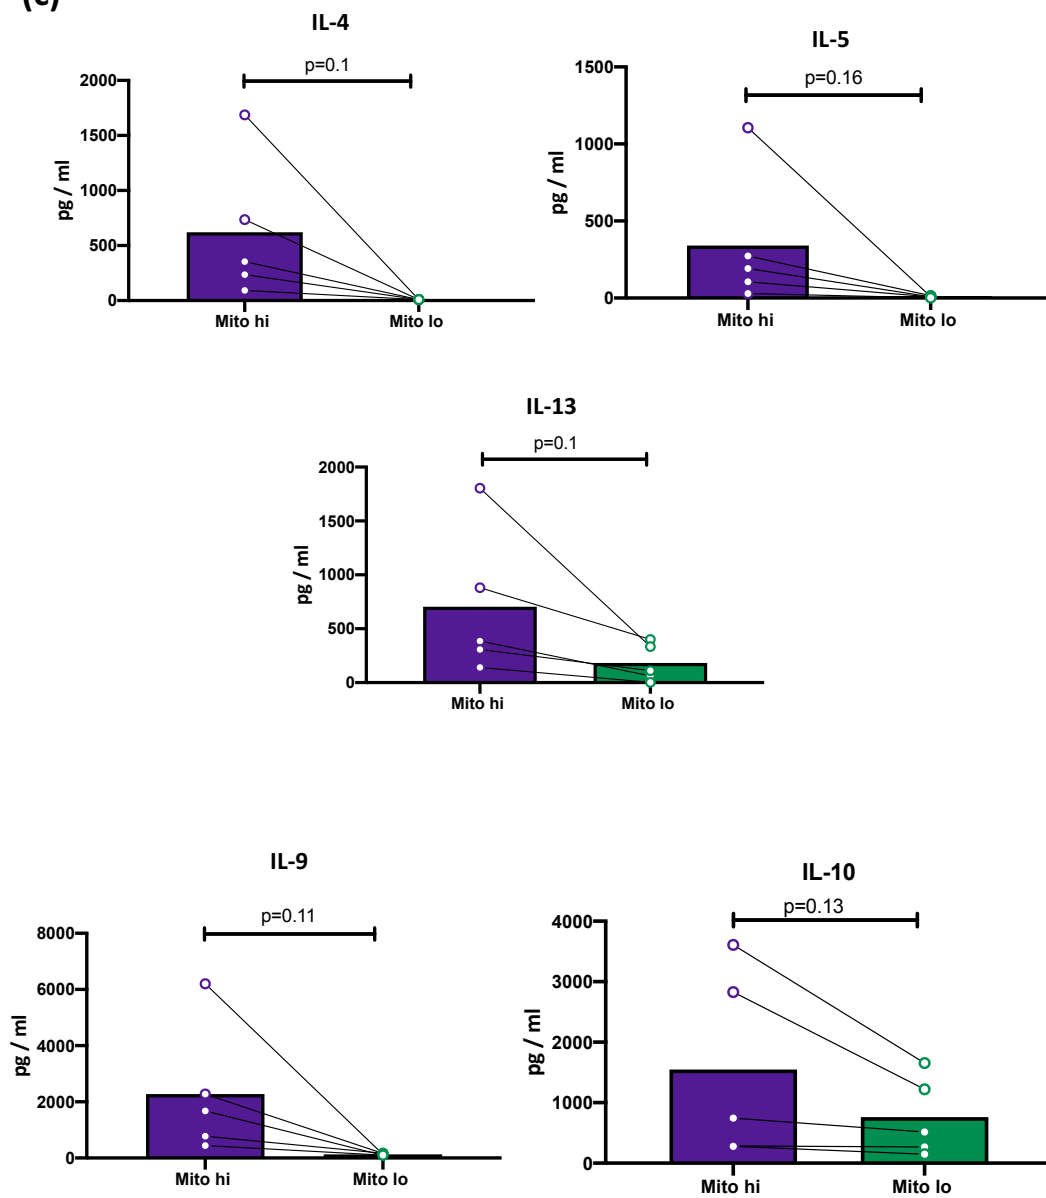 (e)
IL-4
p=0.1
2000
1500
1000
500
0
pg / ml
Mito hi Mito lo
IL-5
p=0.16
1500
1000
500
0
pg / ml
Mito hi Mito lo
IL-13
p=0.1
2000
1500
1000
500
0
pg / ml
Mito hi Mito lo
IL-9
p=0.11
8000
6000
4000
2000
0
pg / ml
Mito hi Mito lo
IL-10
p=0.13
4000
3000
2000
1000
0
pg / ml
Mito hi Mito lo